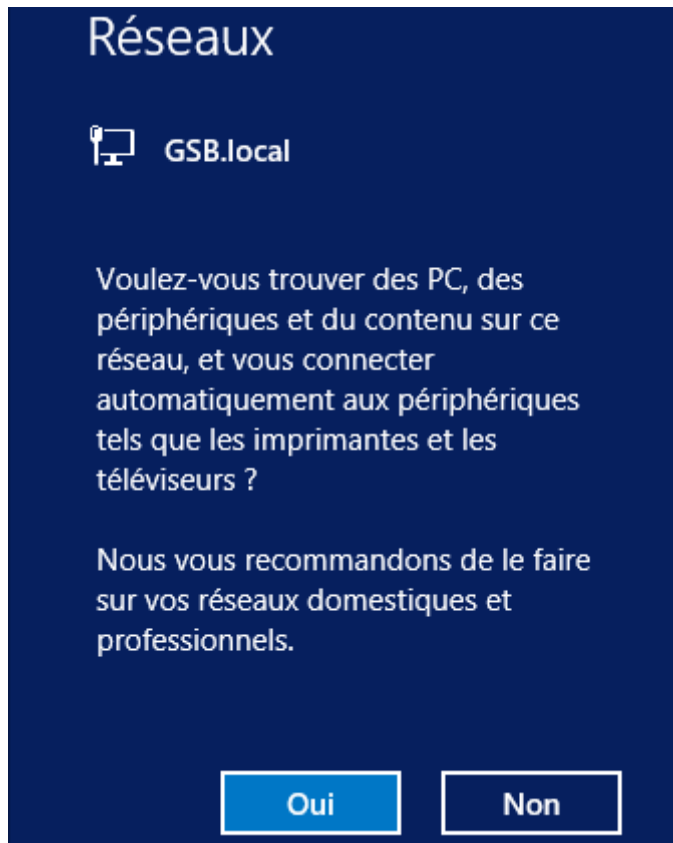 Réseaux
GSB.local
Voulez-vous trouver des PC, des
périphériques et du contenu sur ce
réseau, et vous connecter
automatiquement aux périphériques
tels que les imprimantes et les
téléviseurs ?
Nous vous recommandons de le faire
sur vos réseaux domestiques et
professionnels.
Oui Non